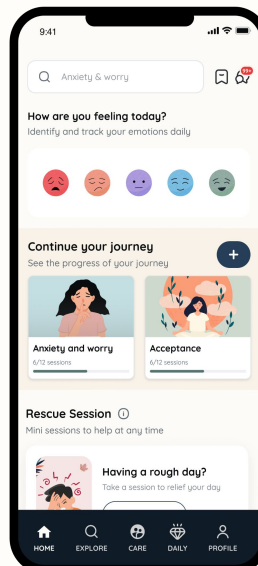 9:41
Anxiety & worry
99+
How are you feeling today?
Identify and track your emotions daily
Continue your journey
See the progress of your journey
+
Anxiety and worry
6/12 sessions
Acceptance
6/12 sessions
Rescue Session
Mini sessions to help at any time
Having a rough day?
Take a session to relief your day
HOME
EXPLORE
CARE
DAILY
PROFILE